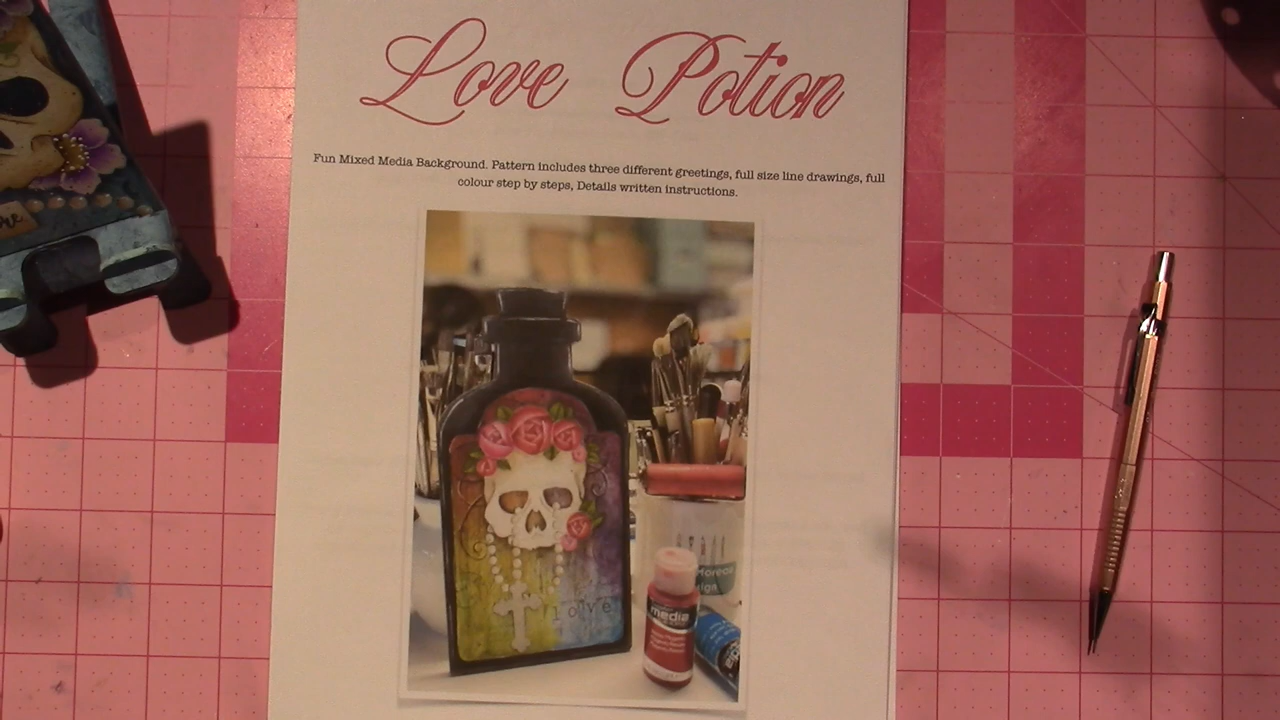 Love Potion
Fun Mixed Media Background. Pattern includes three different greetings, full size line drawings, full
colour step by steps, Details written instructions.
love
media